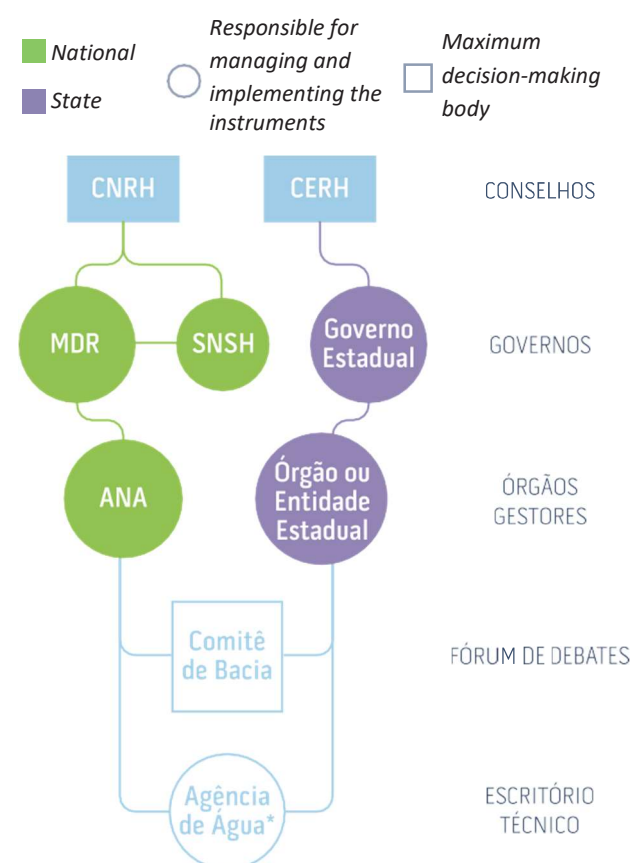 National
State
Responsible for
managing and
implementing the
instruments
Maximum
decision-making
body
CNRH
CERH
CONSELHOS
MDR
SNSH
Governo
Estadual
GOVERNOS
ANA
Órgão ou
Entidade
Estadual
ÓRGÃOS
GESTORES
Comitê
de Bacia
FÓRUM DE DEBATES
Agência
de Água*
ESCRITÓRIO
TÉCNICO